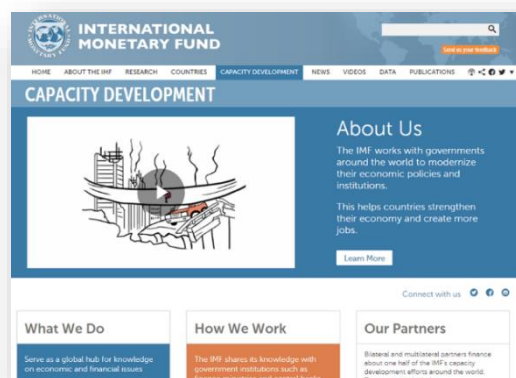 INTERNATIONAL
MONETARY FUND
Send us your feedback
HOME ABOUT THE IMF RESEARCH COUNTRIES CAPACITY DEVELOPMENT NEWS VIDEOS DATA PUBLICATIONS
CAPACITY DEVELOPMENT
About Us
The IMF works with governments
around the world to modernize
their economic policies and
institutions.
This helps countries strengthen
their economy and create more
jobs.
Learn More
Connect with us
What We Do
Serve as a global hub for knowledge
on economic and financial issues
How We Work
The IMF shares its knowledge with
government institutions such as
Our Partners
Bilateral and multilateral partners finance
about one half of the IMF's capacity
development efforts around the world.